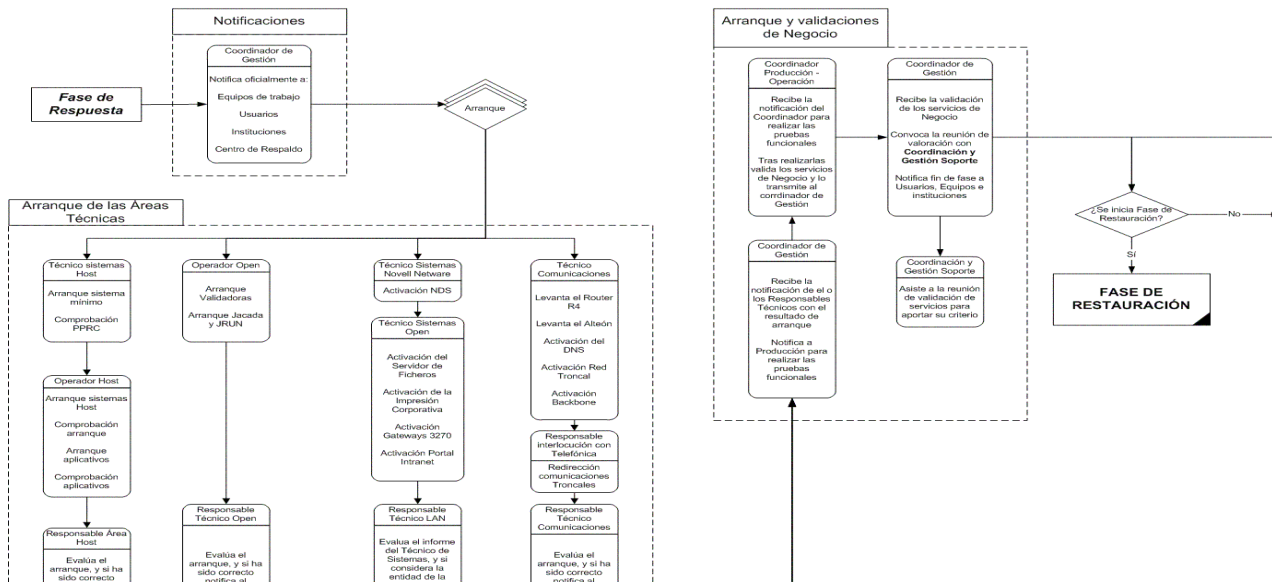 Notificaciones
Coordinador de
Gestión
Notifica oficialmente a:
Equipos de trabajo
Usuarios
Instituciones
Centro de Respaldo
Fase de
Respuesta
Arranque
Arranque de las Áreas
Técnicas
Técnico sistemas
Host
Arranque sistema
mínimo
Comprobación
PPRC
Operador Host
Arranque sistemas
Host
Comprobación
arranque
Arranque
aplicativos
Comprobación
aplicativos
Responsable Área
Host
Evalúa el
arranque, y si ha
sido correcto
Operador Open
Arranque
Validadoras
Arranque Jacada
y JRUN
Responsable
Técnico Open
Evalúa el
arranque, y si ha
sido correcto
notifica al
Técnico Sistemas
Novell Netware
Activación NDS
Técnico Sistemas
Open
Activación del
Servidor de
Ficheros
Activación de la
Impresión
Corporativa
Activación
Gateways 3270
Activación Portal
Intranet
Responsable
Técnico LAN
Evalua el informe
del Técnico de
Sistemas, y si
considera la
entidad de la
Técnico
Comunicaciones
Levanta el Router
R4
Levanta el Alteón
Activación del
DNS
Activación Red
Troncal
Activación
Backbone
Responsable
interlocución con
Telefónica
Redirección
comunicaciones
Troncales
Responsable
Técnico
Comunicaciones
Evalúa el
arranque, y si ha
sido correcto
notifica al
Arranque y validaciones
de Negocio
Coordinador
Producción -
Operación
Recibe la
notificación del
Coordinador para
realizar las
pruebas
funcionales
Tras realizarlas
valida los servicios
de Negocio y lo
transmite al
corrdinador de
Gestión
Coordinador de
Gestión
Recibe la
notificación de el o
los Responsables
Técnicos con el
resultado de
arranque
Notifica a
Producción para
realizar las
pruebas
funcionales
Coordinador de
Gestión
Recibe la validación
de los servicios de
Negocio
Convoca la reunión de
valoración con
Coordinación y
Gestión Soporte
Notifica fin de fase a
Usuarios, Equipos e
instituciones
Coordinación y
Gestión Soporte
Asiste a la reunión
de validación de
servicios para
aportar su criterio
¿Se inicia Fase de
Restauración?
No
Sí
FASE DE
RESTAURACIÓN